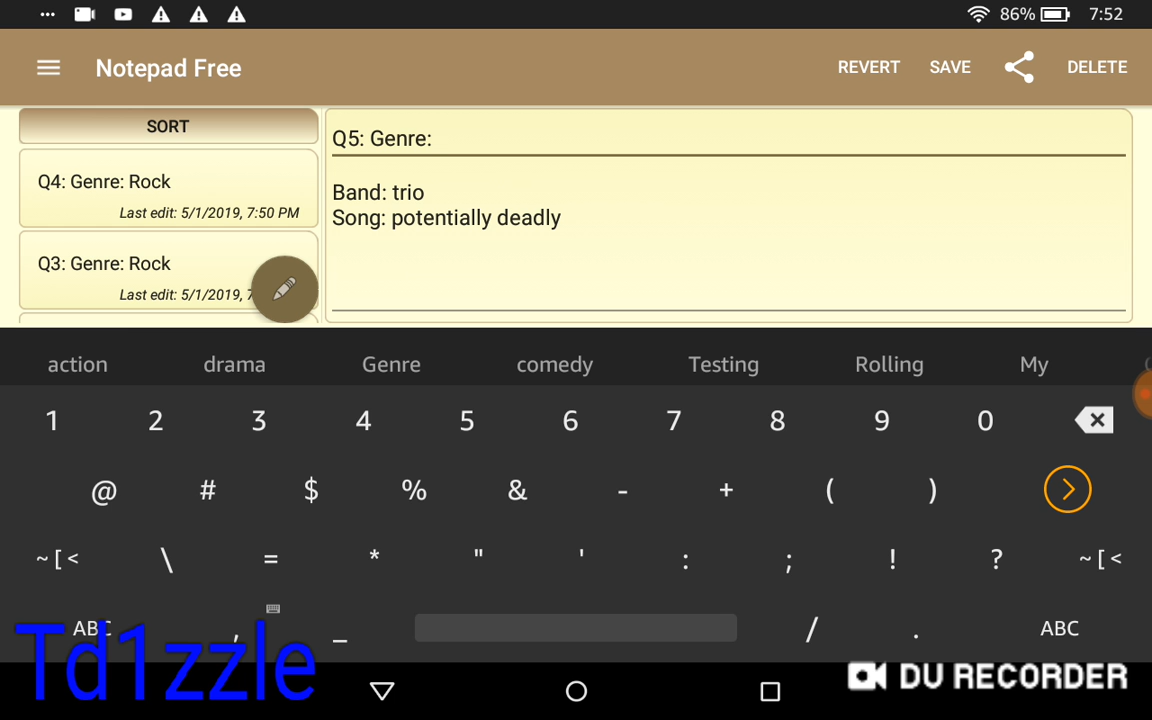 86% 7:52
Notepad Free REVERT SAVE DELETE
SORT
Q4: Genre: Rock
Last edit: 5/1/2019, 7:50 PM
Q3: Genre: Rock
Last edit: 5/1/2019, 7
Q5: Genre:
Band: trio
Song: potentially deadly
action drama Genre comedy Testing Rolling My
1 2 3 4 5 6 7 8 9 0
@ # $ % & - + ( )
~ [ < \ = * " ' : ; ! ? ~ [ <
ABC , _ / . ABC
Td1zzle
DU RECORDER